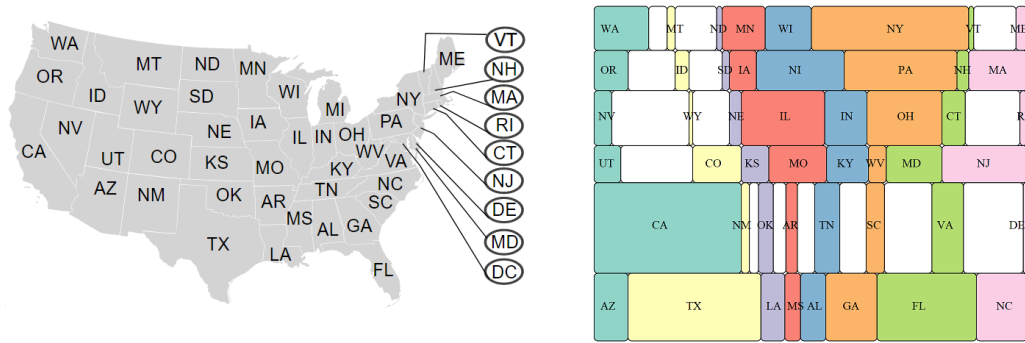 WA
MT
ND
MN
ME
VT
OR
ID
WY
SD
WI
MI
NY
NH
MA
NV
NE
IA
IL
IN
OH
PA
RI
CA
UT
CO
KS
MO
KY
WV
VA
CT
NJ
AZ
NM
OK
AR
TN
NC
SC
DE
TX
LA
MS
AL
GA
FL
MD
DC
WA MT ND MN WI NY VT ME
OR ID SD IA NI PA NH MA
NV WY NE IL IN OH CT R
UT CO KS MO KY WV MD NJ
CA NM OK AR TN SC VA DE
AZ TX LA MS AL GA FL NC